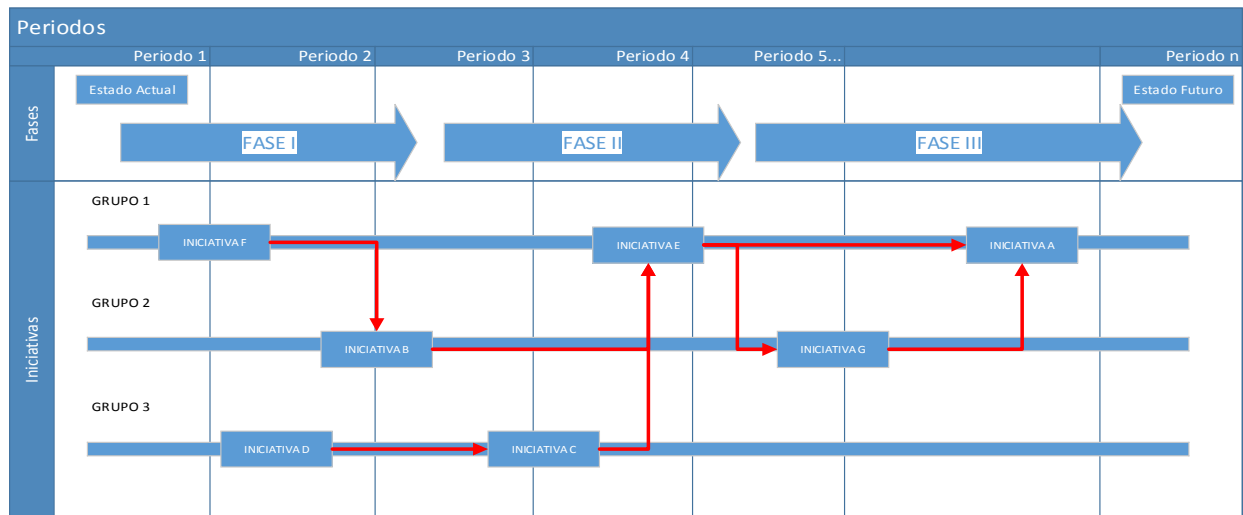 Periodos
Periodo 1
Periodo 2
Periodo 3
Periodo 4
Periodo 5...
Periodo n
Fases
Estado Actual
Estado Futuro
FASE I
FASE II
FASE III
Iniciativas
GRUPO 1
INICIATIVA F
INICIATIVA E
INICIATIVA A
GRUPO 2
INICIATIVA B
INICIATIVA G
GRUPO 3
INICIATIVA D
INICIATIVA C